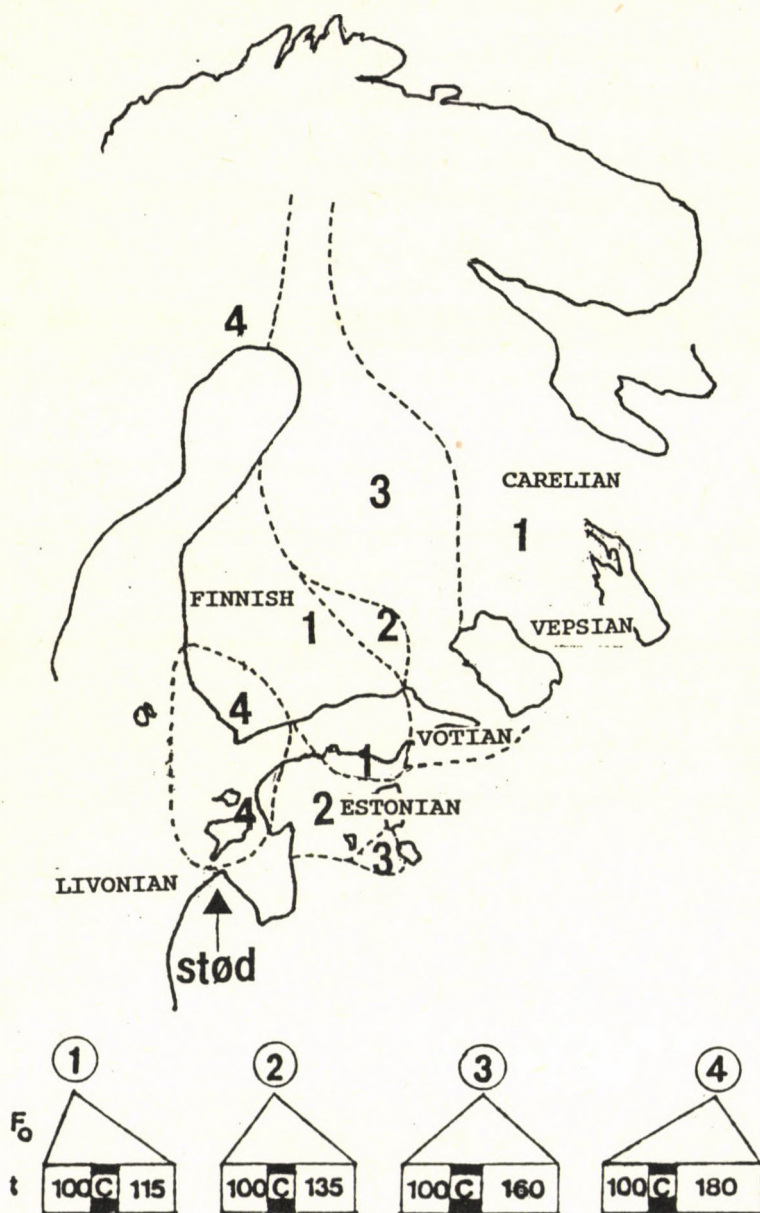 4
3
CARELIAN
1
FINNISH
1
2
VEPSIAN
4
VOTIAN
1
4
2 ESTONIAN
3
LIVONIAN
stød
1 2 3 4
Fo
t 100 C 115 100 C 135 100 C 160 100 C 180